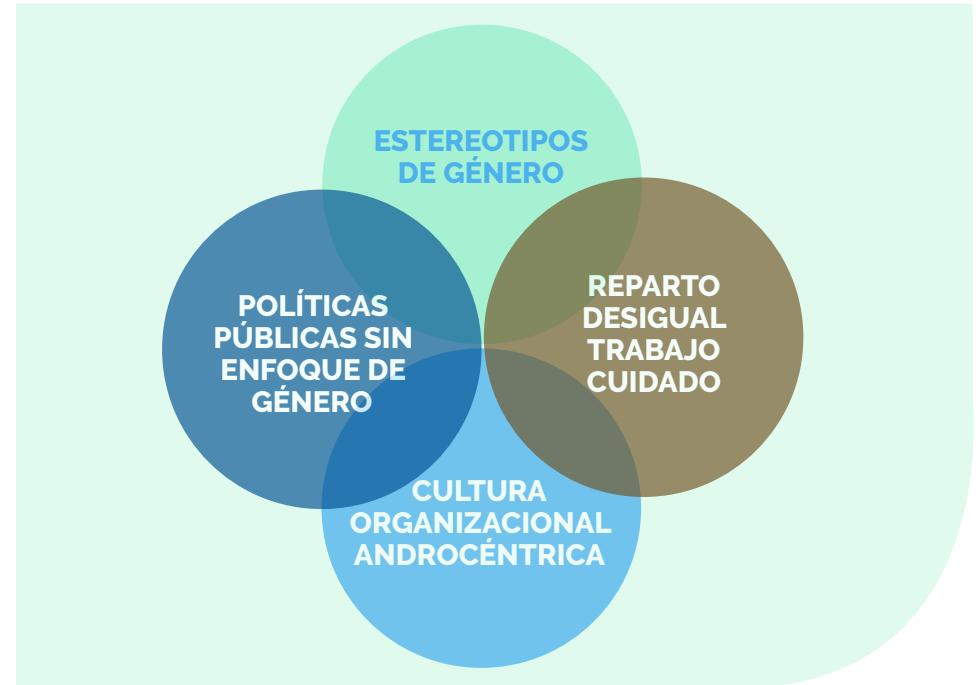 ESTEREOTIPOS
DE GÉNERO
POLÍTICAS
PÚBLICAS SIN
ENFOQUE DE
GÉNERO
REPARTO
DESIGUAL
TRABAJO
CUIDADO
CULTURA
ORGANIZACIONAL
ANDROCÉNTRICA